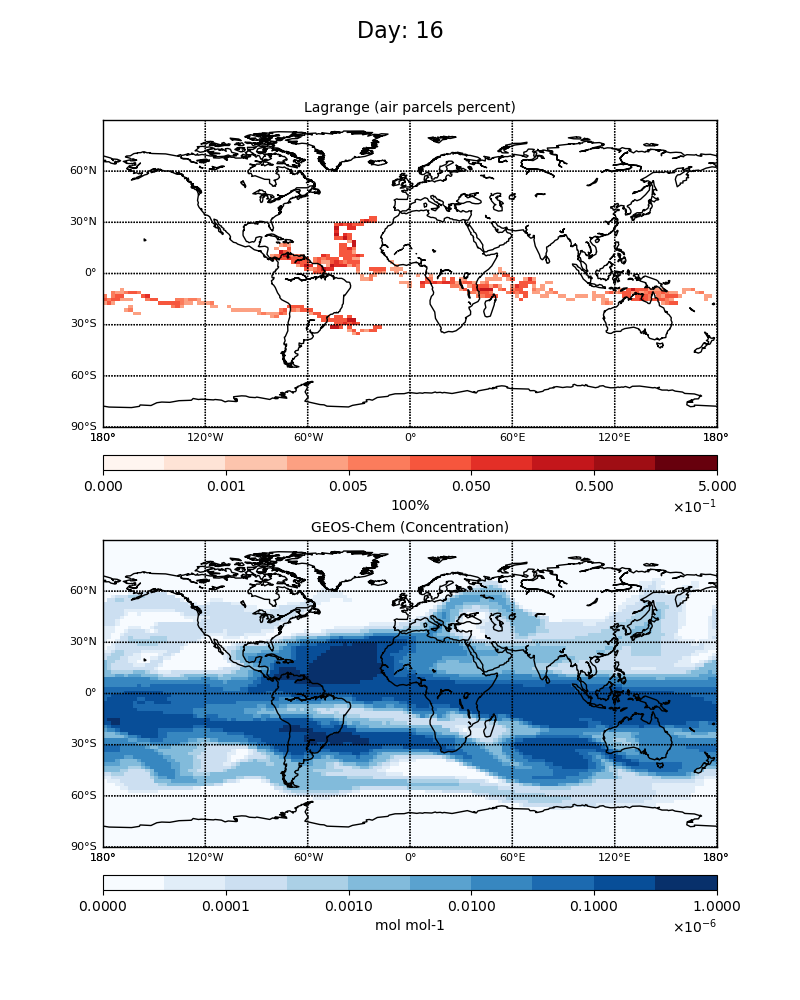 Day: 16
Lagrange (air parcels percent)
60°N
30°N
0°
30°S
60°S
90°S
180° 120°W 60°W 0° 60°E 120°E 180°
0.000 0.001 0.005 0.050 0.500 5.000
100% ×10⁻¹
GEOS-Chem (Concentration)
60°N
30°N
0°
30°S
60°S
90°S
180° 120°W 60°W 0° 60°E 120°E 180°
0.0000 0.0001 0.0010 0.0100 0.1000 1.0000
mol mol-1 ×10⁻⁶